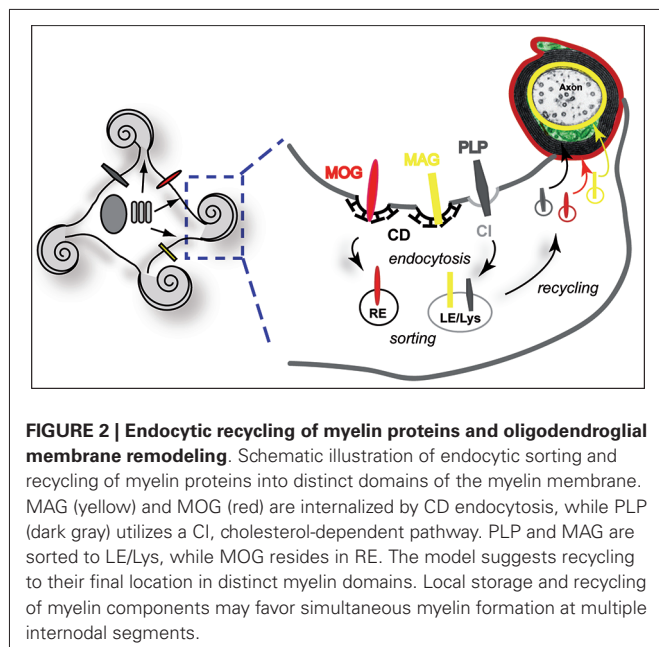 Axon
PLP
MOG
MAG
CD
CI
endocytosis
recycling
RE
LE/Lys
sorting
FIGURE 2 | Endocytic recycling of myelin proteins and oligodendroglial
membrane remodeling. Schematic illustration of endocytic sorting and
recycling of myelin proteins into distinct domains of the myelin membrane.
MAG (yellow) and MOG (red) are internalized by CD endocytosis, while PLP
(dark gray) utilizes a CI, cholesterol-dependent pathway. PLP and MAG are
sorted to LE/Lys, while MOG resides in RE. The model suggests recycling
to their final location in distinct myelin domains. Local storage and recycling
of myelin components may favor simultaneous myelin formation at multiple
internodal segments.